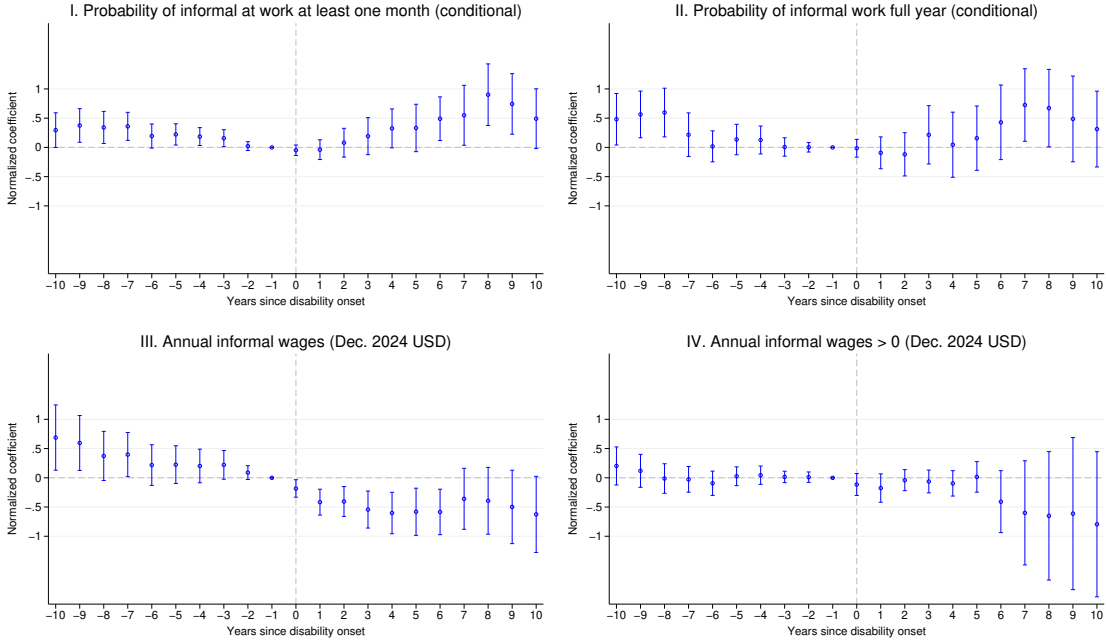 I. Probability of informal at work at least one month (conditional)
Normalized coefficient
1
.5
0
−.5
−1
−10 −9 −8 −7 −6 −5 −4 −3 −2 −1 0 1 2 3 4 5 6 7 8 9 10
Years since disability onset
II. Probability of informal work full year (conditional)
Normalized coefficient
1
.5
0
−.5
−1
−10 −9 −8 −7 −6 −5 −4 −3 −2 −1 0 1 2 3 4 5 6 7 8 9 10
Years since disability onset
III. Annual informal wages (Dec. 2024 USD)
Normalized coefficient
1
.5
0
−.5
−1
−10 −9 −8 −7 −6 −5 −4 −3 −2 −1 0 1 2 3 4 5 6 7 8 9 10
Years since disability onset
IV. Annual informal wages > 0 (Dec. 2024 USD)
Normalized coefficient
1
.5
0
−.5
−1
−10 −9 −8 −7 −6 −5 −4 −3 −2 −1 0 1 2 3 4 5 6 7 8 9 10
Years since disability onset